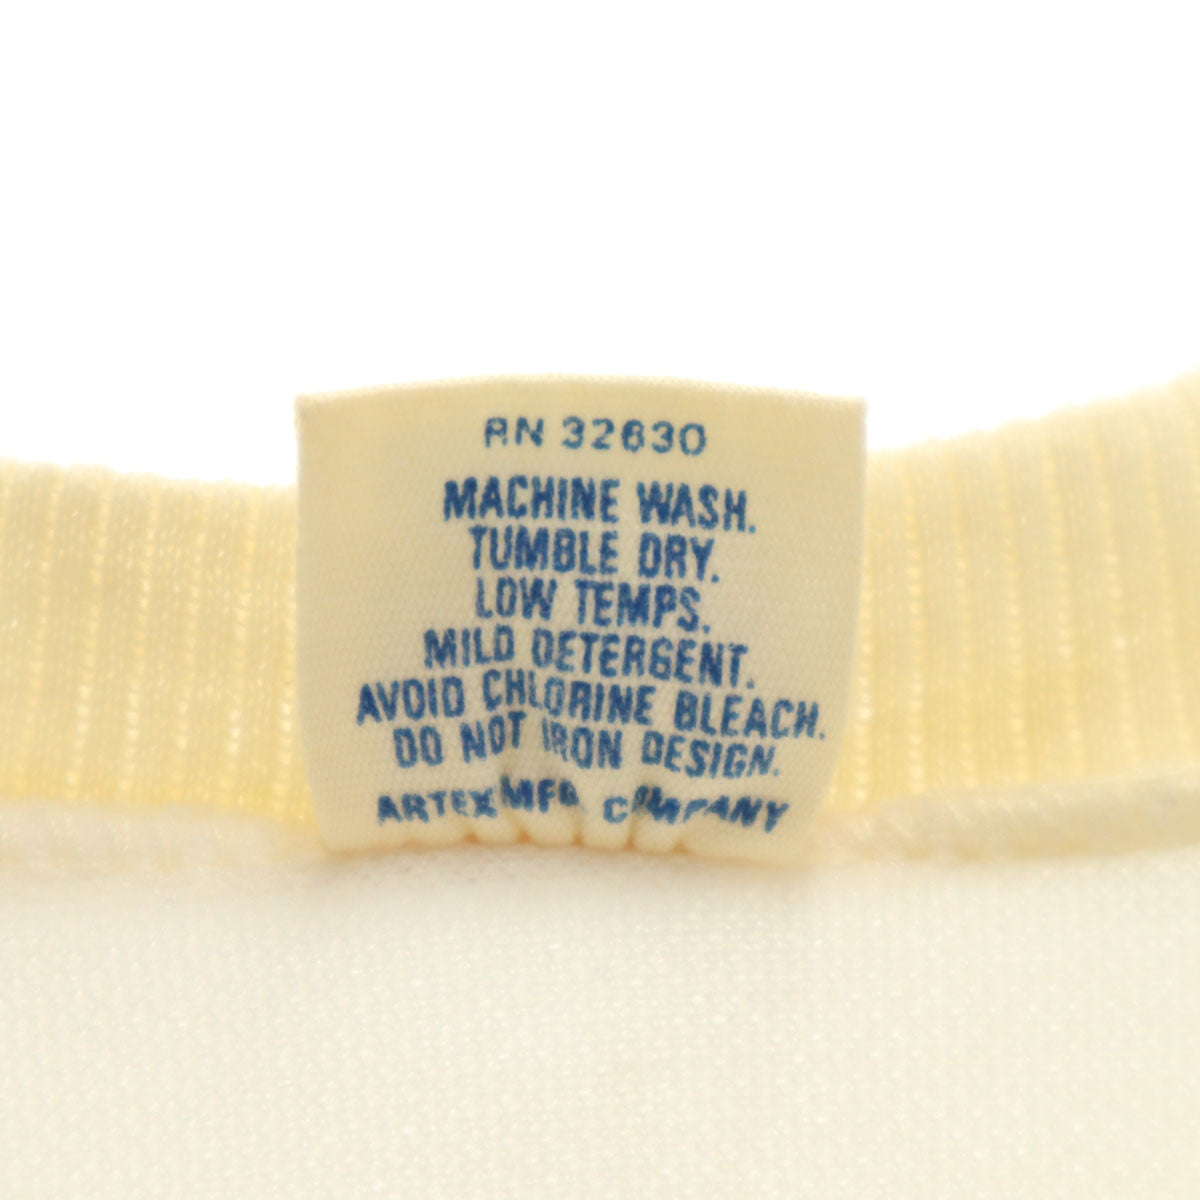 RN 32630
MACHINE WASH.
TUMBLE DRY.
LOW TEMPS.
MILD DETERGENT.
AVOID CHLORINE BLEACH.
DO NOT IRON DESIGN.
ARTEX MFG COMPANY